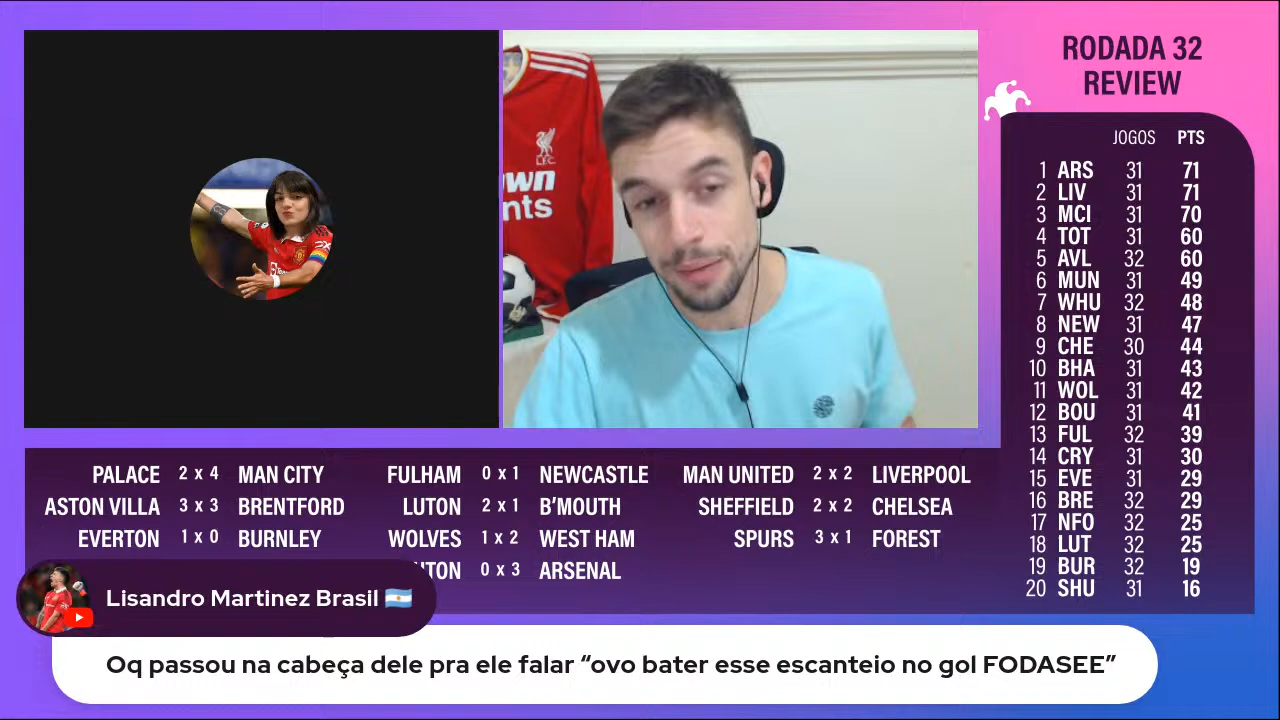 RODADA 32
REVIEW
JOGOS PTS
1 ARS 31 71
2 LIV 31 71
3 MCI 31 70
4 TOT 31 60
5 AVL 32 60
6 MUN 31 49
7 WHU 32 48
8 NEW 31 47
9 CHE 30 44
10 BHA 31 43
11 WOL 31 42
12 BOU 31 41
13 FUL 32 39
14 CRY 31 30
15 EVE 31 29
16 BRE 32 29
17 NFO 32 25
18 LUT 32 25
19 BUR 32 19
20 SHU 31 16
L.F.C.
wn
nts
PALACE 2 x 4 MAN CITY FULHAM 0 x 1 NEWCASTLE MAN UNITED 2 x 2 LIVERPOOL
ASTON VILLA 3 x 3 BRENTFORD LUTON 2 x 1 B'MOUTH SHEFFIELD 2 x 2 CHELSEA
EVERTON 1 x 0 BURNLEY WOLVES 1 x 2 WEST HAM SPURS 3 x 1 FOREST
TON 0 x 3 ARSENAL
Lisandro Martinez Brasil 🇦🇷
Oq passou na cabeça dele pra ele falar “ovo bater esse escanteio no gol FODASEE”